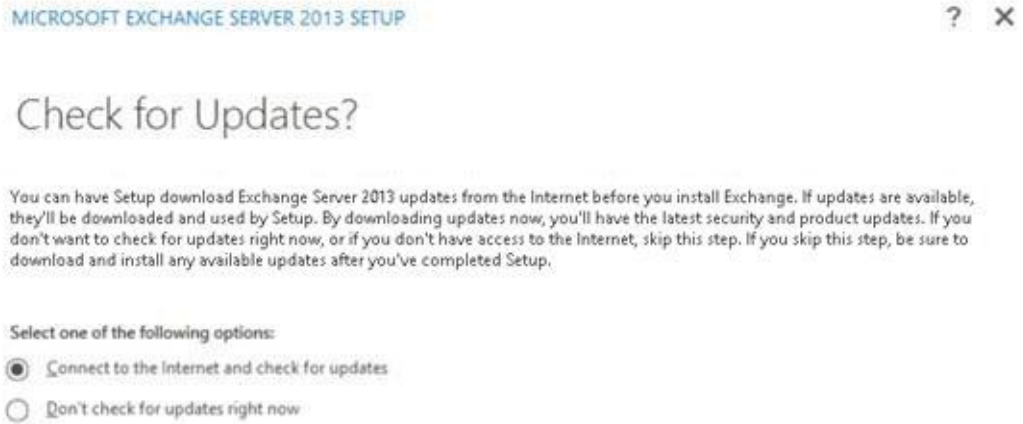 MICROSOFT EXCHANGE SERVER 2013 SETUP
? ×
Check for Updates?
You can have Setup download Exchange Server 2013 updates from the Internet before you install Exchange. If updates are available,
they'll be downloaded and used by Setup. By downloading updates now, you'll have the latest security and product updates. If you
don't want to check for updates right now, or if you don't have access to the Internet, skip this step. If you skip this step, be sure to
download and install any available updates after you've completed Setup.
Select one of the following options:
Connect to the Internet and check for updates
Don't check for updates right now